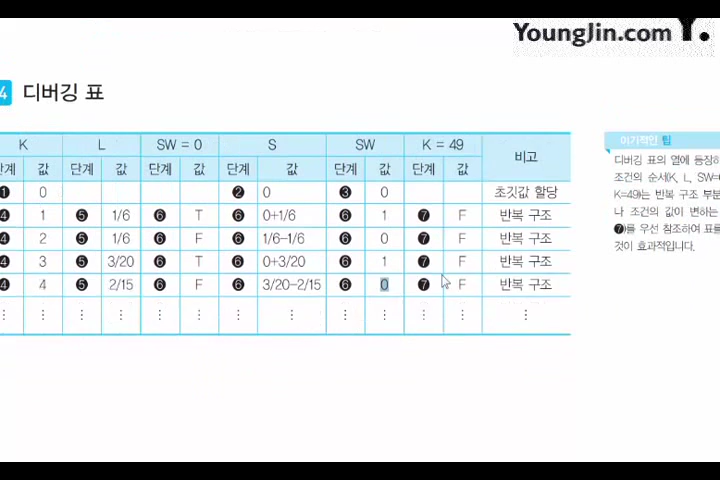 YoungJin.com Y.
4 디버깅 표
K L SW = 0 S SW K = 49 비고
단계 값 단계 값 단계 값 단계 값 단계 값 단계 값
❶ 0 ❷ 0 ❸ 0 초깃값 할당
❹ 1 ❺ 1/6 ❻ T ❻ 0+1/6 ❻ 1 ❼ F 반복 구조
❹ 2 ❺ 1/6 ❻ F ❻ 1/6-1/6 ❻ 0 ❼ F 반복 구조
❹ 3 ❺ 3/20 ❻ T ❻ 0+3/20 ❻ 1 ❼ F 반복 구조
❹ 4 ❺ 2/15 ❻ F ❻ 3/20-2/15 ❻ 0 ❼ F 반복 구조
⋮ ⋮ ⋮ ⋮ ⋮ ⋮ ⋮ ⋮ ⋮ ⋮ ⋮ ⋮ ⋮
이기적인 팁
디버깅 표의 열에 등장하
조건의 순서(K, L, SW=
K=49)는 반복 구조 부분
나 조건의 값이 변하는
❼)를 우선 참조하여 표를
것이 효과적입니다.